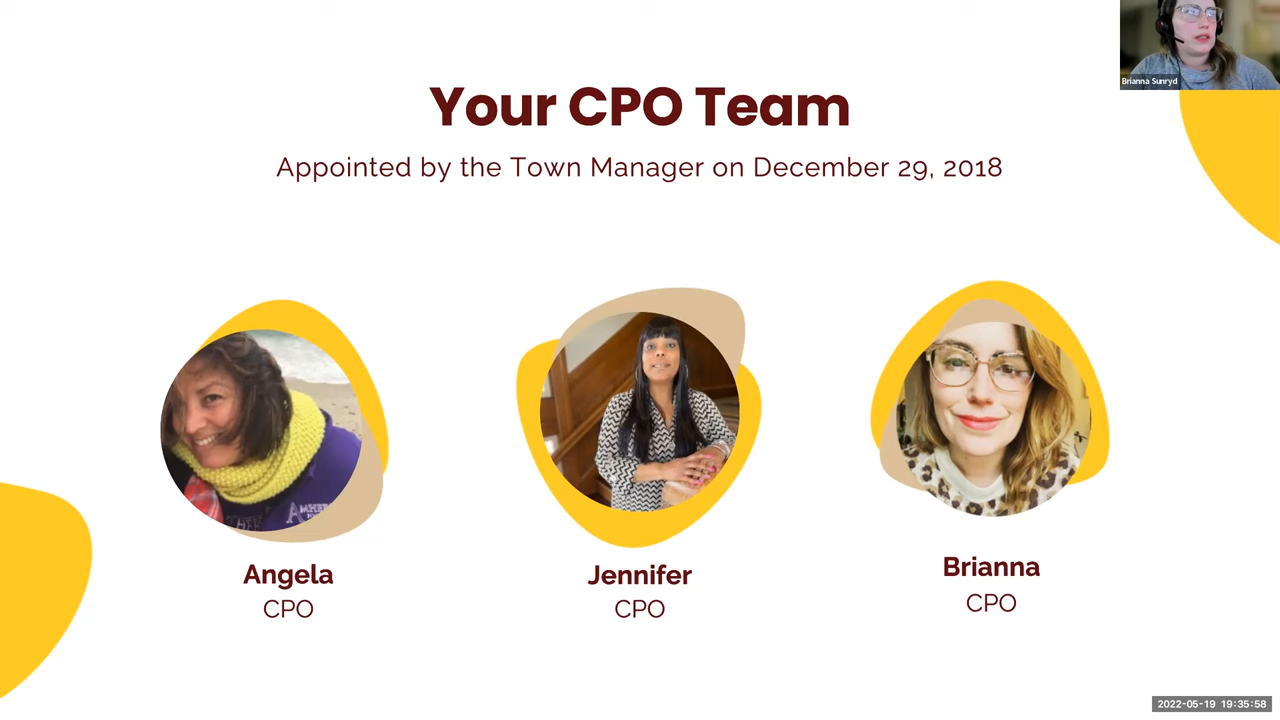 Brianna Sunryd
Your CPO Team
Appointed by the Town Manager on December 29, 2018
Angela
CPO
Jennifer
CPO
Brianna
CPO
2022-05-19 19:35:58